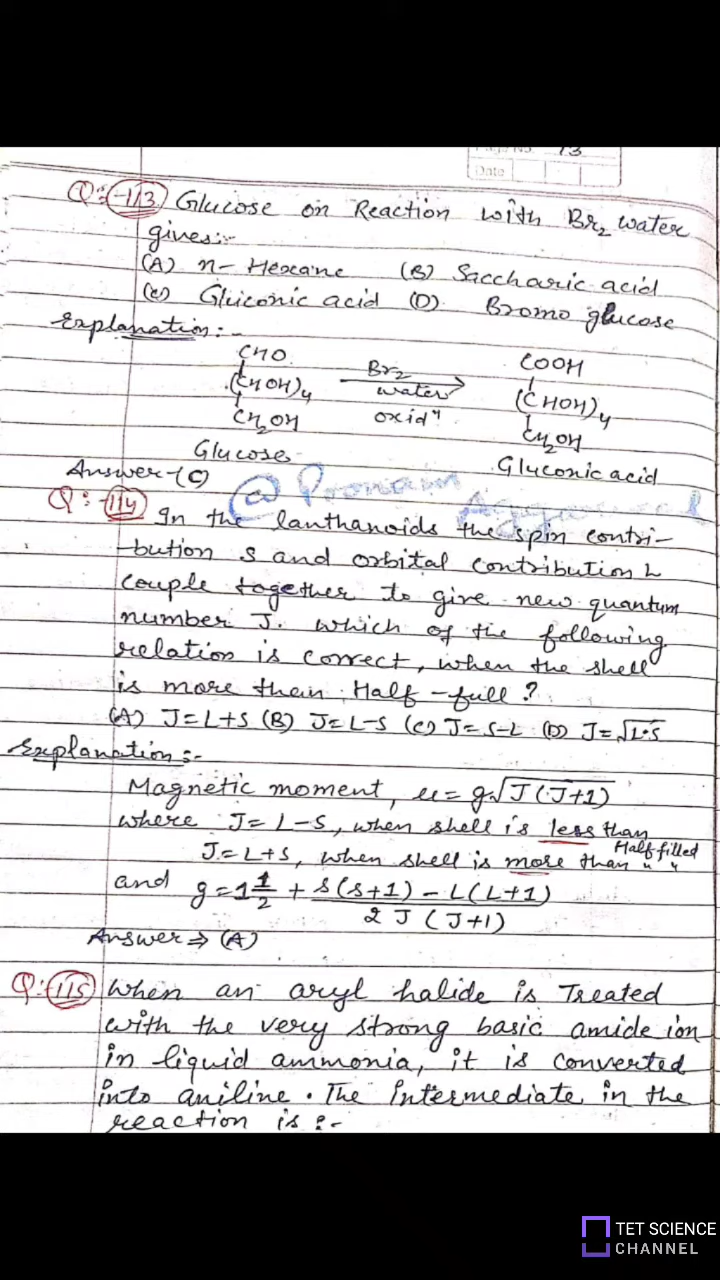 Page No. 13
Date
Q:-113 Glucose on Reaction with Br2 water
gives:-
(A) n-Hexane (B) Saccharic acid
(C) Gluconic acid (D) Bromo glucose
Explanation:-
CHO
(CHOH)4
CH2OH
Glucose
Br2
water
oxidn
COOH
(CHOH)4
CH2OH
Gluconic acid
Answer-(C)
Q:-114
In the lanthanoids the spin contri-
-bution S and orbital contribution L
couple together to give new quantum
number J. which of the following
relation is correct, when the shell
is more than Half-full?
(A) J=L+S (B) J=L-S (C) J=S-L (D) J=√L·S
Explanation:-
Magnetic moment, u=g√J(J+1)
where J=L-S, when shell is less than
Half filled
J=L+S, when shell is more than " "
and g=1 1/2 + S(S+1)-L(L+1) / 2J(J+1)
Answer⇒(A)
Q:-115 When an aryl halide is Treated
with the very strong basic amide ion
in liquid ammonia, it is converted
into aniline. The Intermediate in the
reaction is:-
TET SCIENCE
CHANNEL